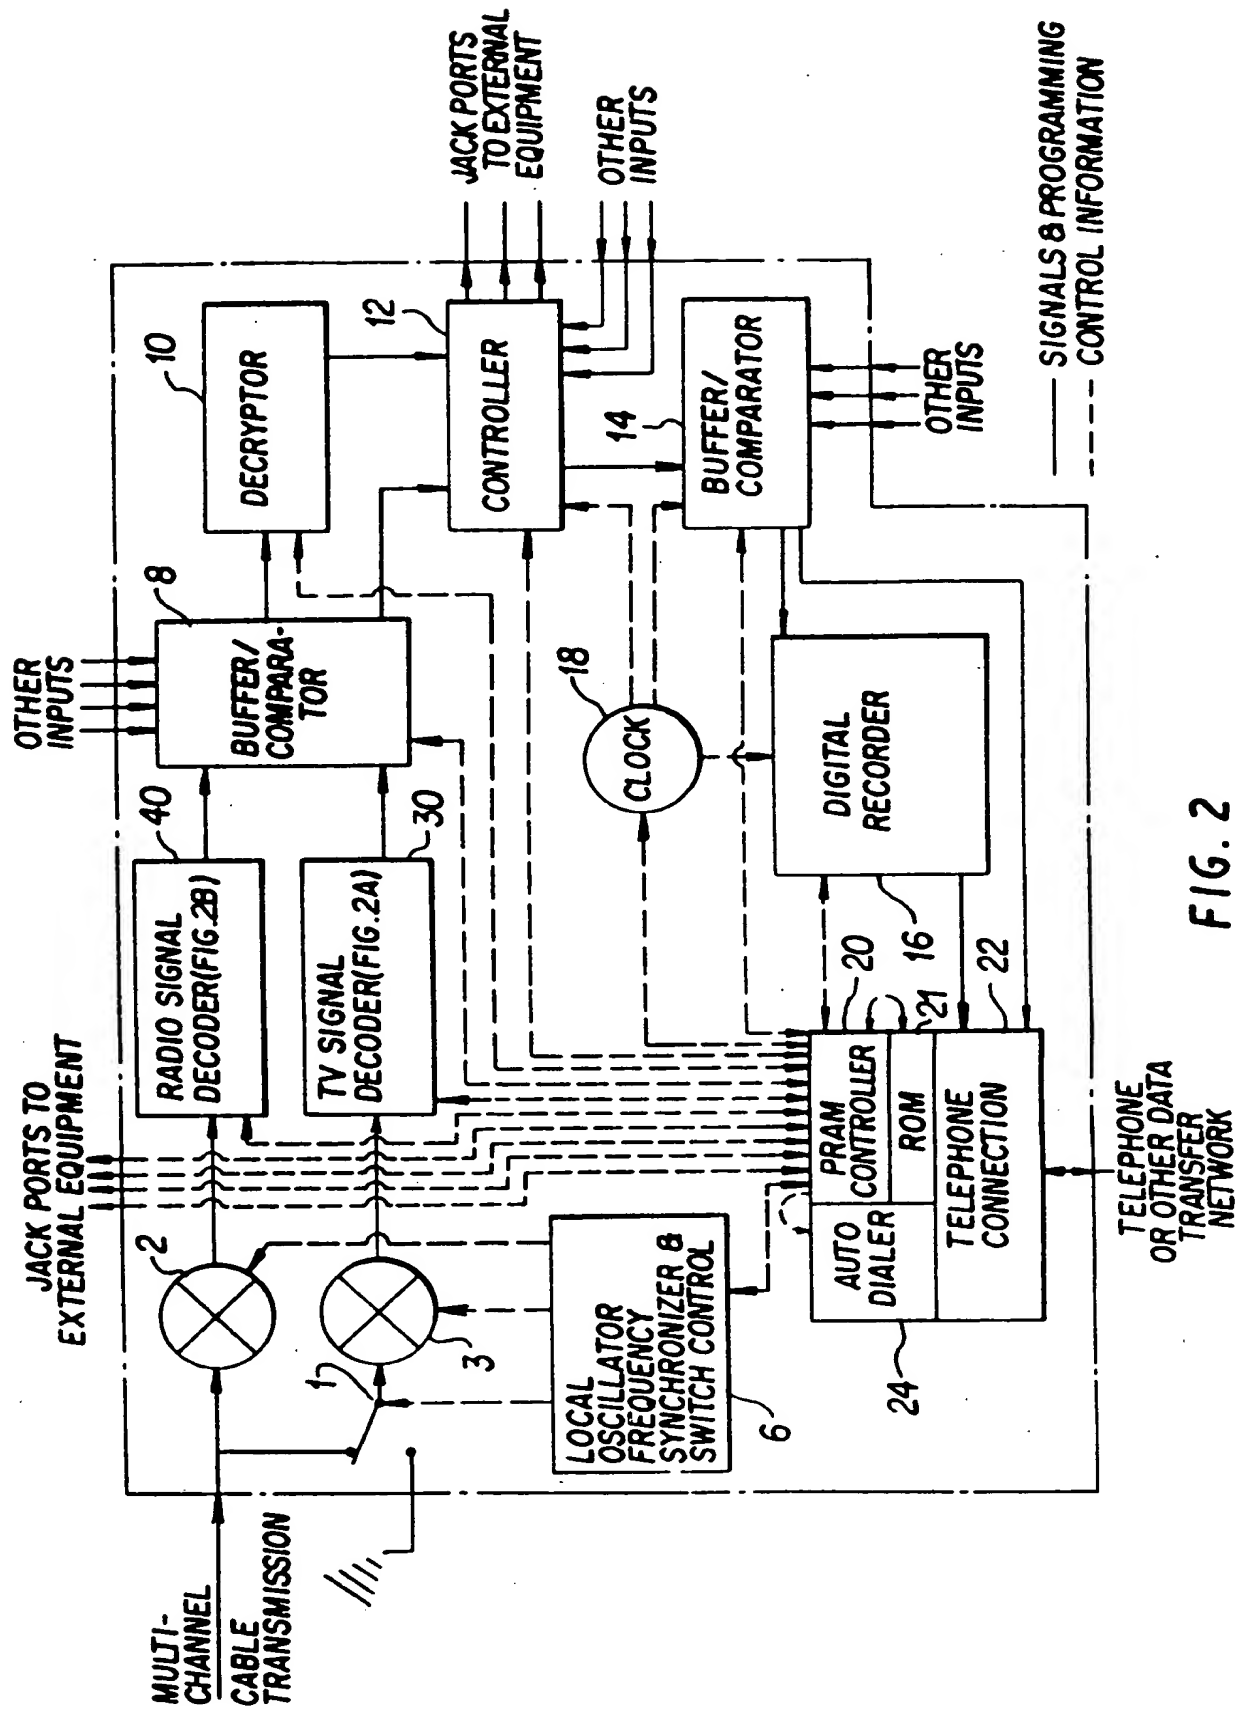 MULTI-
CHANNEL
CABLE
TRANSMISSION
JACK PORTS TO
EXTERNAL EQUIPMENT
OTHER
INPUTS
2
40
RADIO SIGNAL
DECODER(FIG.2B)
8
BUFFER/
COMPARA-
TOR
10
DECRYPTOR
1
3
TV SIGNAL
DECODER(FIG.2A)
30
12
CONTROLLER
JACK PORTS
TO EXTERNAL
EQUIPMENT
OTHER
INPUTS
LOCAL
OSCILLATOR
FREQUENCY
SYNCHRONIZER &
SWITCH CONTROL
6
18
CLOCK
14
BUFFER/
COMPARATOR
OTHER
INPUTS
DIGITAL
RECORDER
16
PRAM
CONTROLLER
20
ROM
21
AUTO
DIALER
24
TELEPHONE
CONNECTION
22
TELEPHONE
OR OTHER DATA
TRANSFER
NETWORK
SIGNALS & PROGRAMMING
CONTROL INFORMATION
FIG. 2